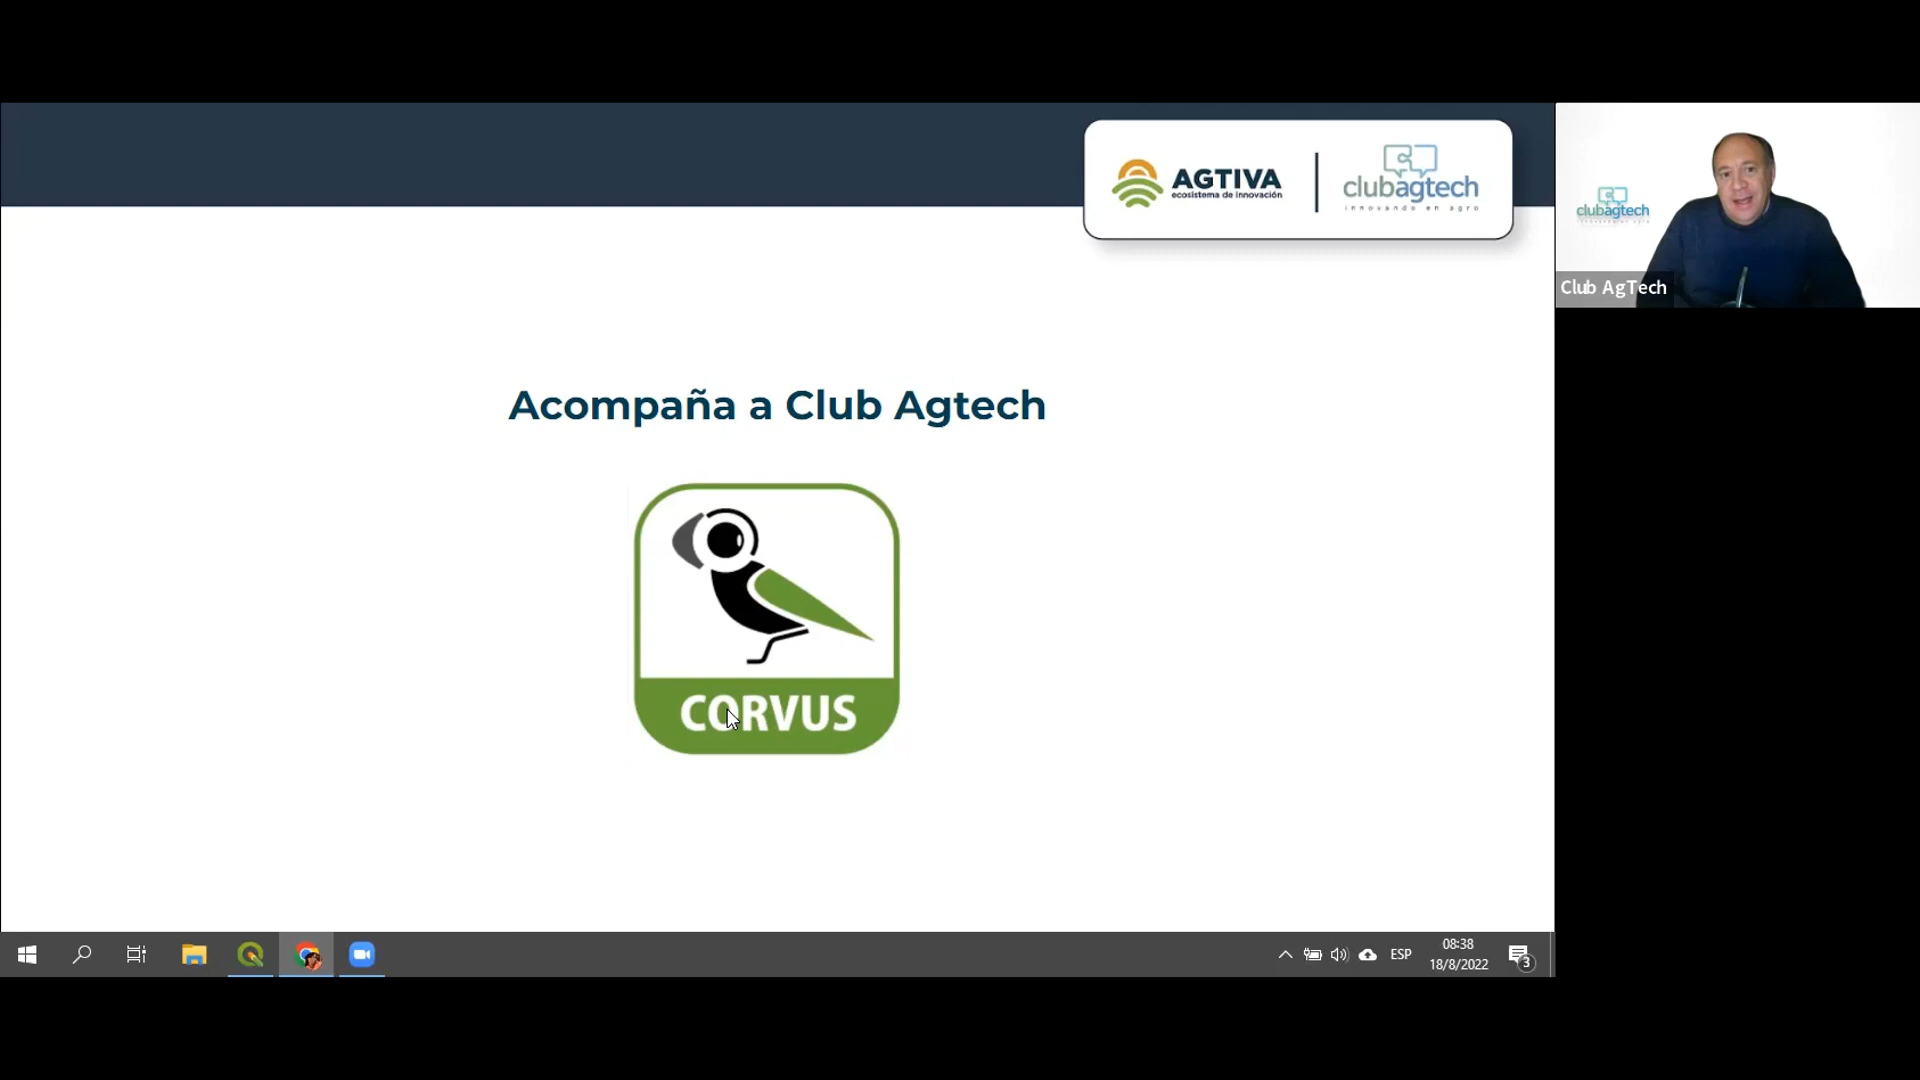 AGTIVA
ecosistema de innovación
clubagtech
innovando en agro
clubagtech
Club AgTech
Acompaña a Club Agtech
CORVUS
ESP
08:38
18/8/2022
3